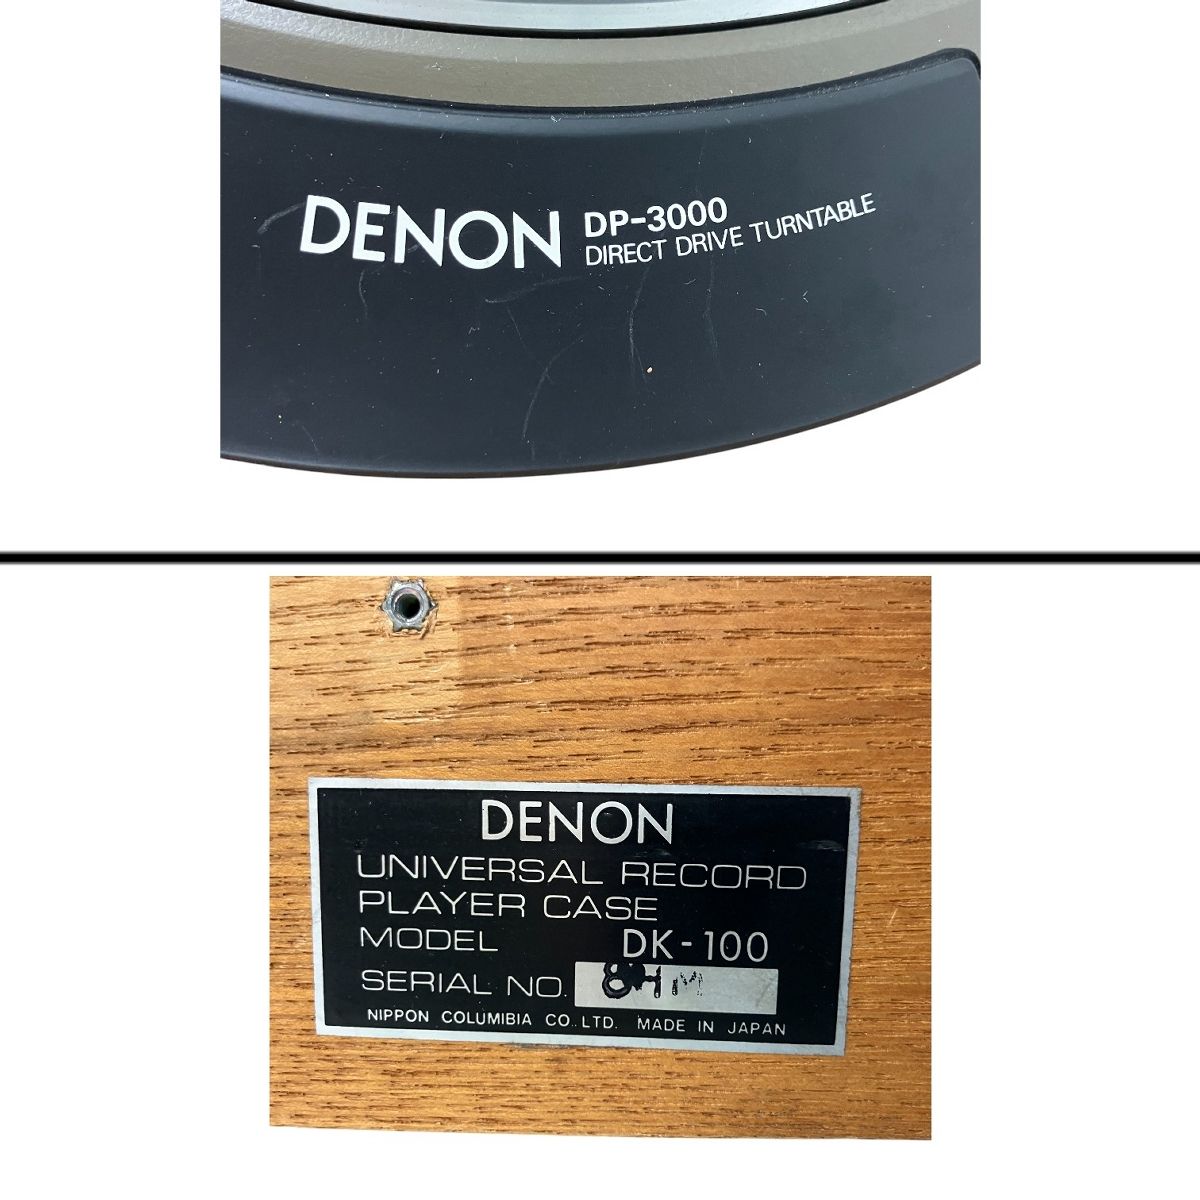 DENON DP-3000
DIRECT DRIVE TURNTABLE
DENON
UNIVERSAL RECORD
PLAYER CASE
MODEL DK-100
SERIAL NO.
NIPPON COLUMIBIA CO.LTD. MADE IN JAPAN